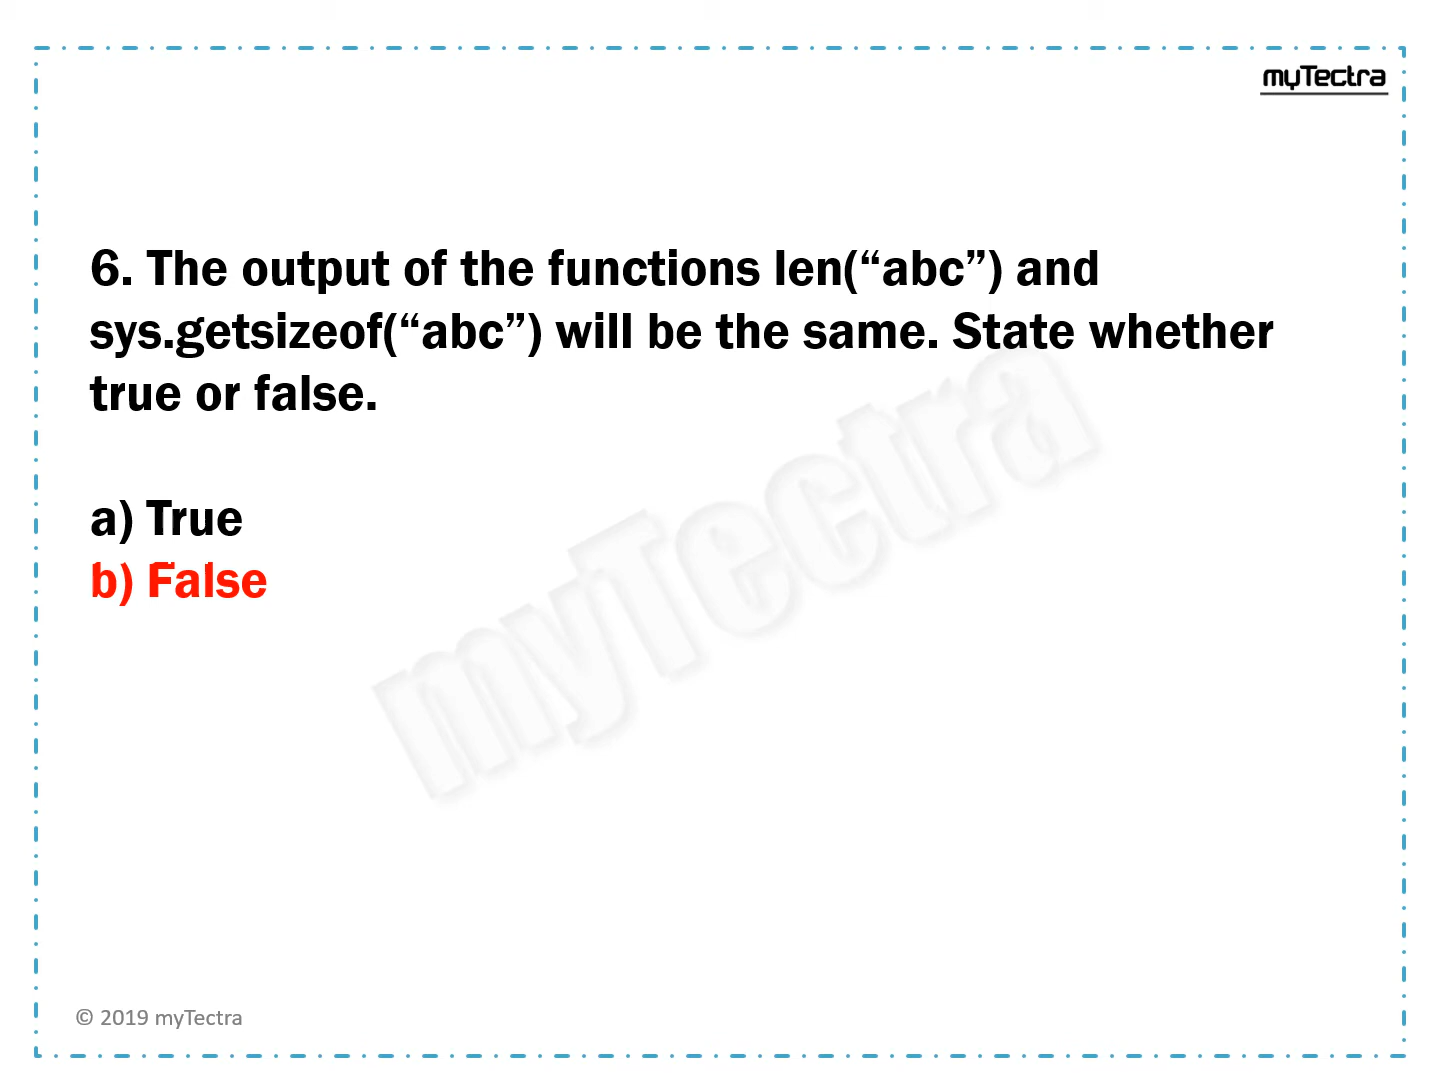 myTectra
6. The output of the functions len(“abc”) and
sys.getsizeof(“abc”) will be the same. State whether
true or false.
a) True
b) False
myTectra
© 2019 myTectra